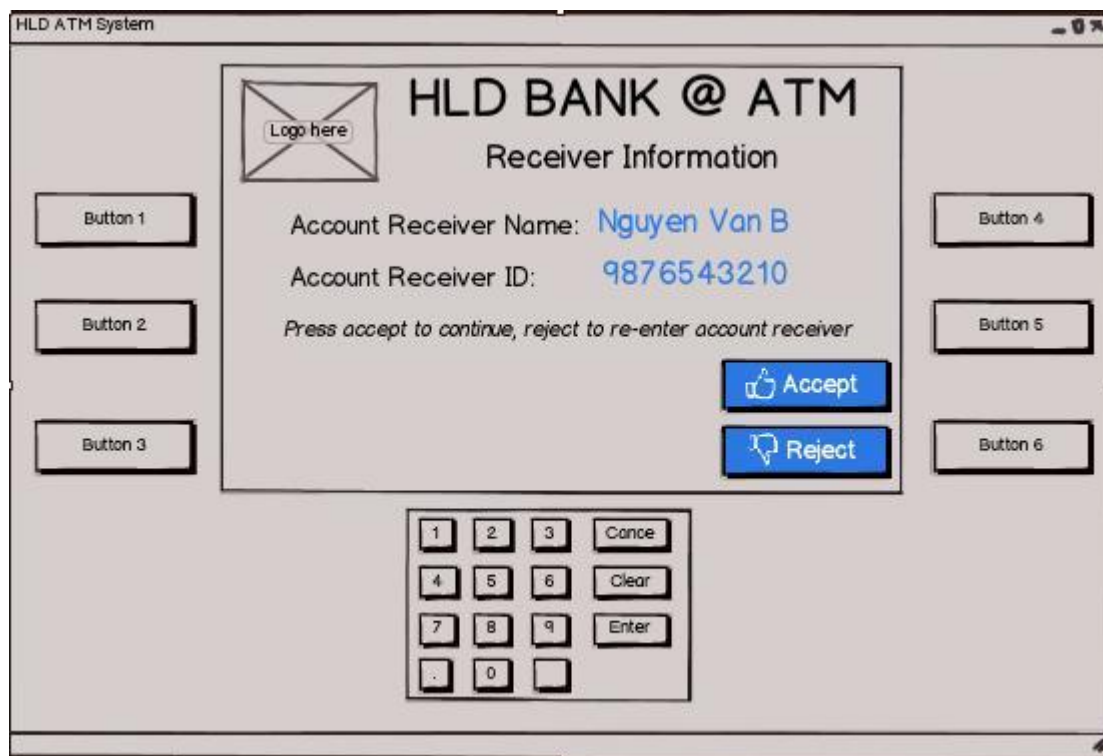 HLD ATM System
Logo here
HLD BANK @ ATM
Receiver Information
Account Receiver Name: Nguyen Van B
Account Receiver ID: 9876543210
Press accept to continue, reject to re-enter account receiver
Accept
Reject
Button 1
Button 2
Button 3
Button 4
Button 5
Button 6
1 2 3 Cance
4 5 6 Clear
7 8 9 Enter
. 0